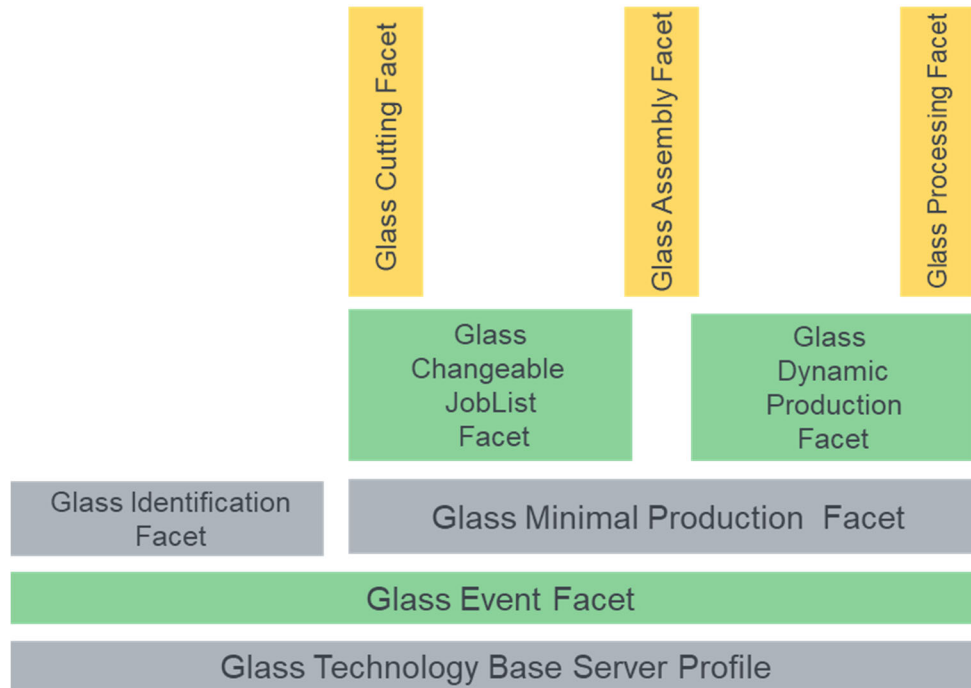 Glass Cutting Facet
Glass Assembly Facet
Glass Processing Facet
Glass
Changeable
JobList
Facet
Glass
Dynamic
Production
Facet
Glass Identification
Facet
Glass Minimal Production Facet
Glass Event Facet
Glass Technology Base Server Profile